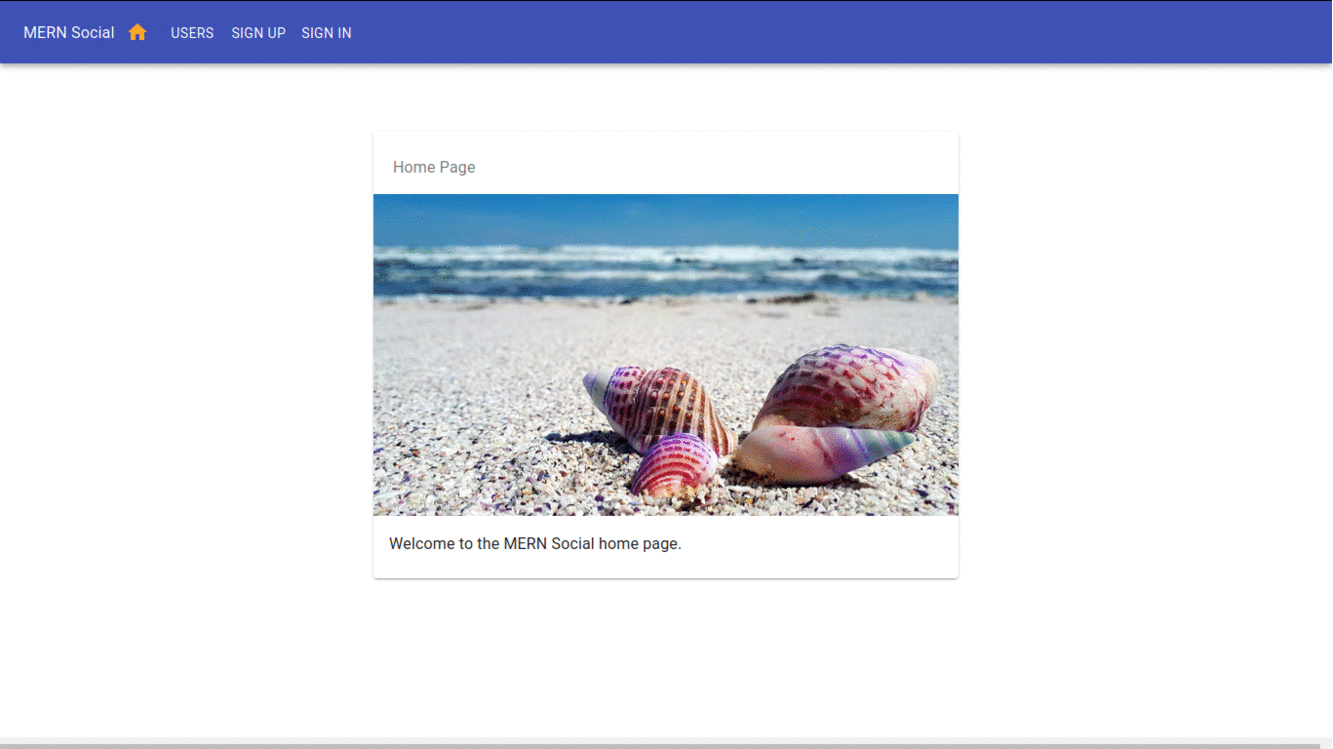 MERN Social USERS SIGN UP SIGN IN
Home Page
Welcome to the MERN Social home page.